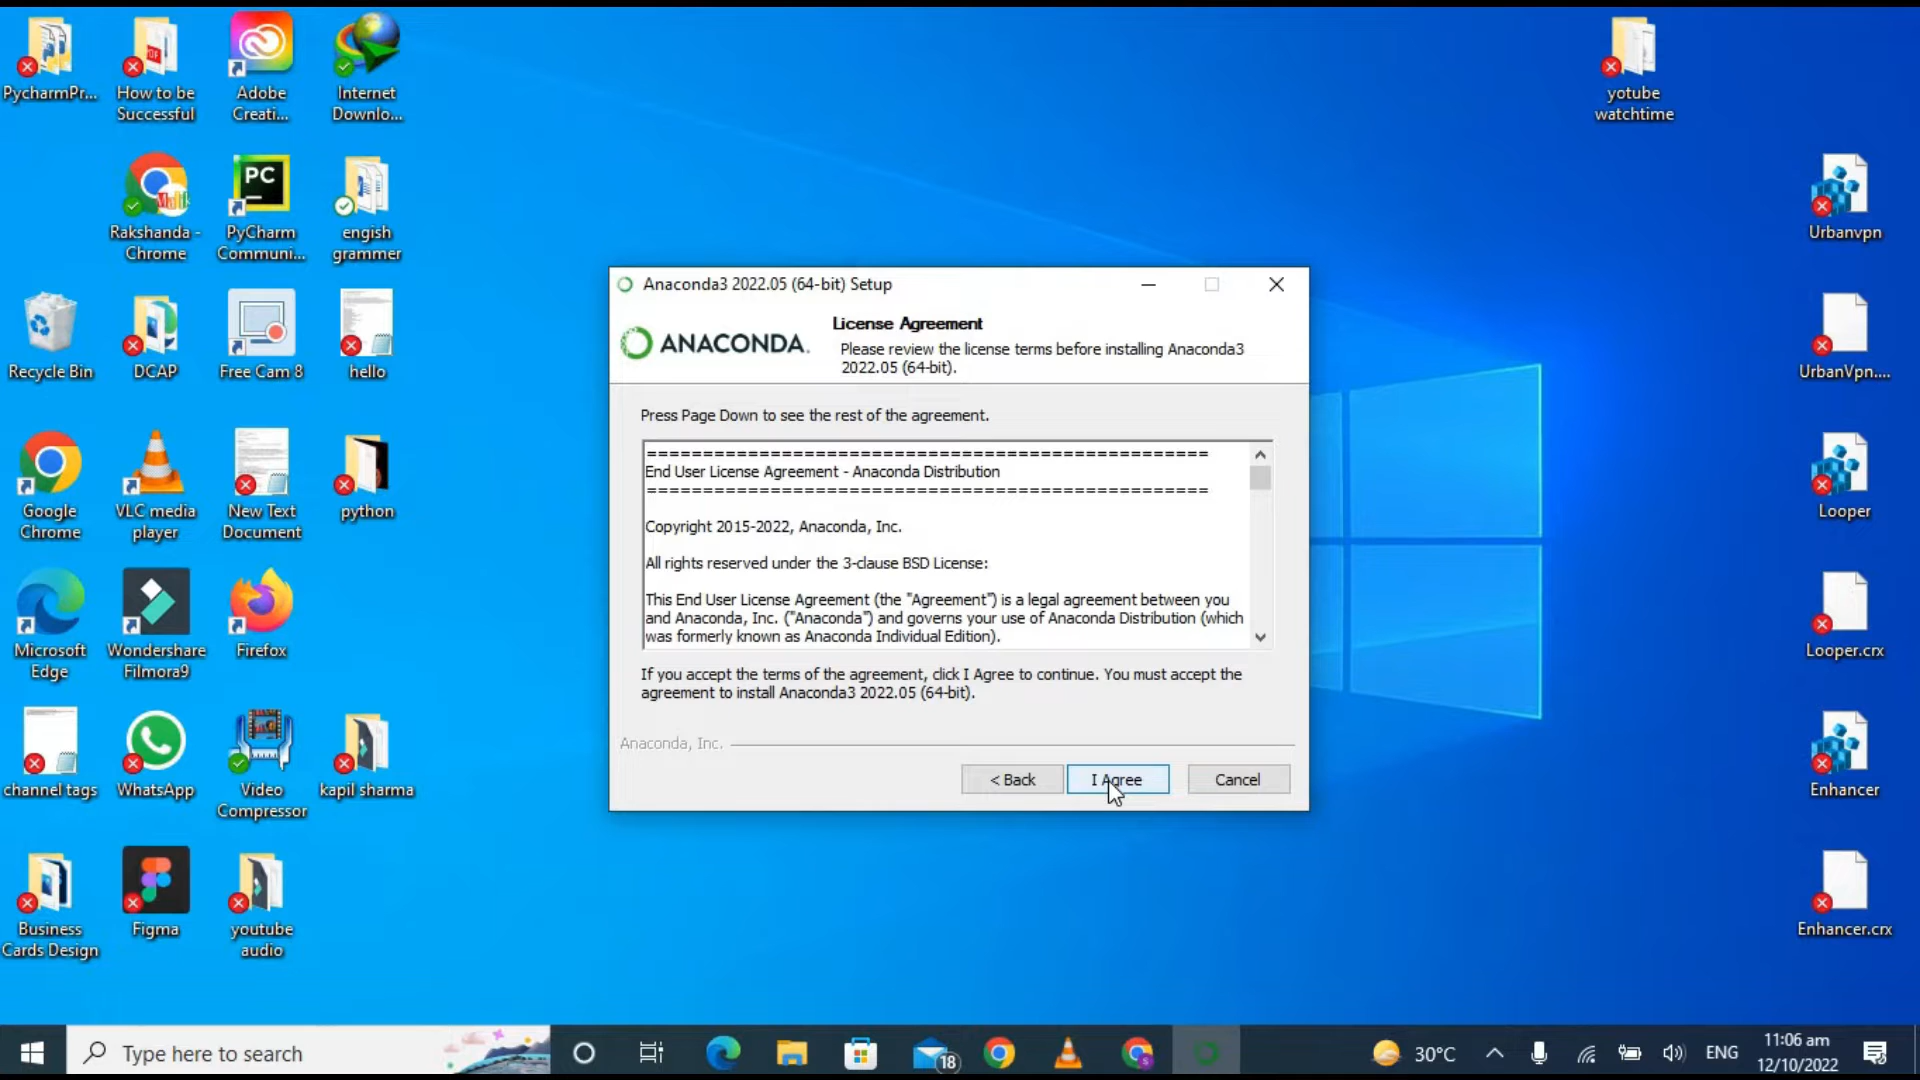 PycharmPr...
How to be
Successful
Adobe
Creati...
Internet
Downlo...
yotube
watchtime
Rakshanda -
Chrome
PC
PyCharm
Communi...
engish
grammer
Urbanvpn
Recycle Bin
DCAP
Free Cam 8
hello
UrbanVpn....
Google
Chrome
VLC media
player
New Text
Document
python
Looper
Microsoft
Edge
Wondershare
Filmora9
Firefox
Looper.crx
channel tags
WhatsApp
Video
Compressor
kapil sharma
Enhancer
Business
Cards Design
Figma
youtube
audio
Enhancer.crx
Anaconda3 2022.05 (64-bit) Setup
ANACONDA.
License Agreement
Please review the license terms before installing Anaconda3
2022.05 (64-bit).
Press Page Down to see the rest of the agreement.
==================================================
End User License Agreement - Anaconda Distribution
==================================================
Copyright 2015-2022, Anaconda, Inc.
All rights reserved under the 3-clause BSD License:
This End User License Agreement (the "Agreement") is a legal agreement between you
and Anaconda, Inc. ("Anaconda") and governs your use of Anaconda Distribution (which
was formerly known as Anaconda Individual Edition).
If you accept the terms of the agreement, click I Agree to continue. You must accept the
agreement to install Anaconda3 2022.05 (64-bit).
Anaconda, Inc.
< Back
I Agree
Cancel
Type here to search
18
30°C
ENG
11:06 am
12/10/2022